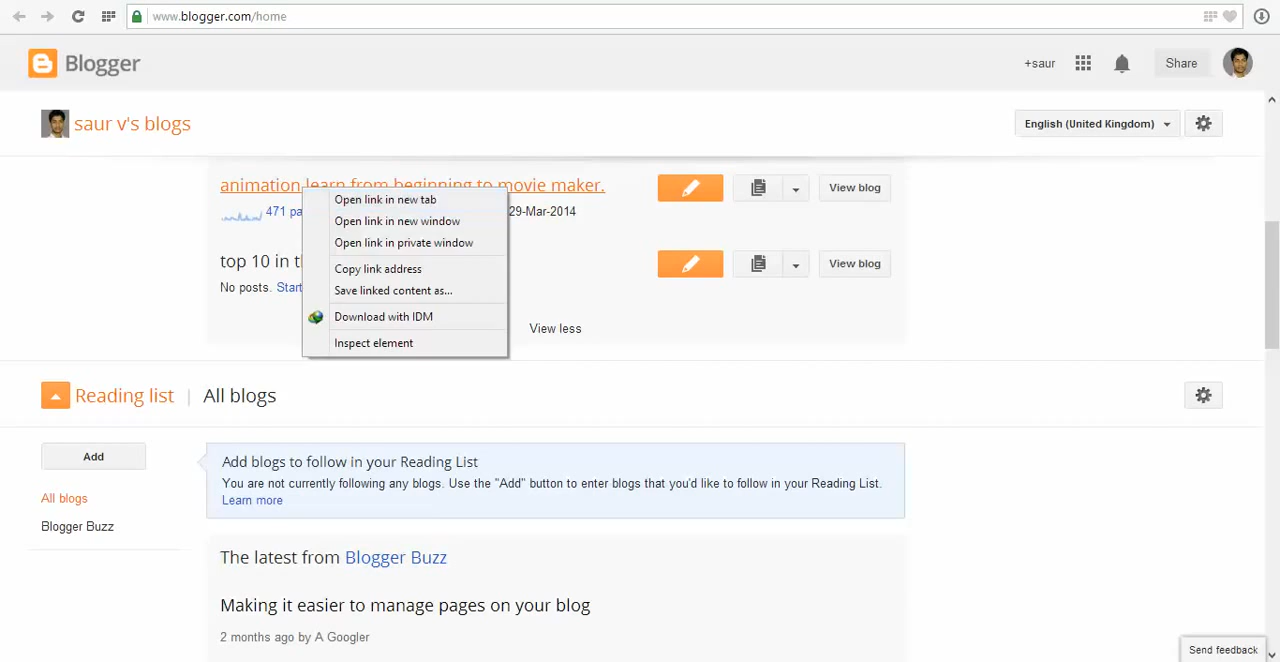 www.blogger.com/home
Blogger
+saur
Share
saur v's blogs
English (United Kingdom)
animation learn from beginning to movie maker.
View blog
471 pa
29-Mar-2014
Open link in new tab
Open link in new window
Open link in private window
Copy link address
Save linked content as...
Download with IDM
Inspect element
top 10 in th
View blog
No posts. Start
View less
Reading list | All blogs
Add
Add blogs to follow in your Reading List
You are not currently following any blogs. Use the "Add" button to enter blogs that you'd like to follow in your Reading List.
Learn more
All blogs
Blogger Buzz
The latest from Blogger Buzz
Making it easier to manage pages on your blog
2 months ago by A Googler
Send feedback